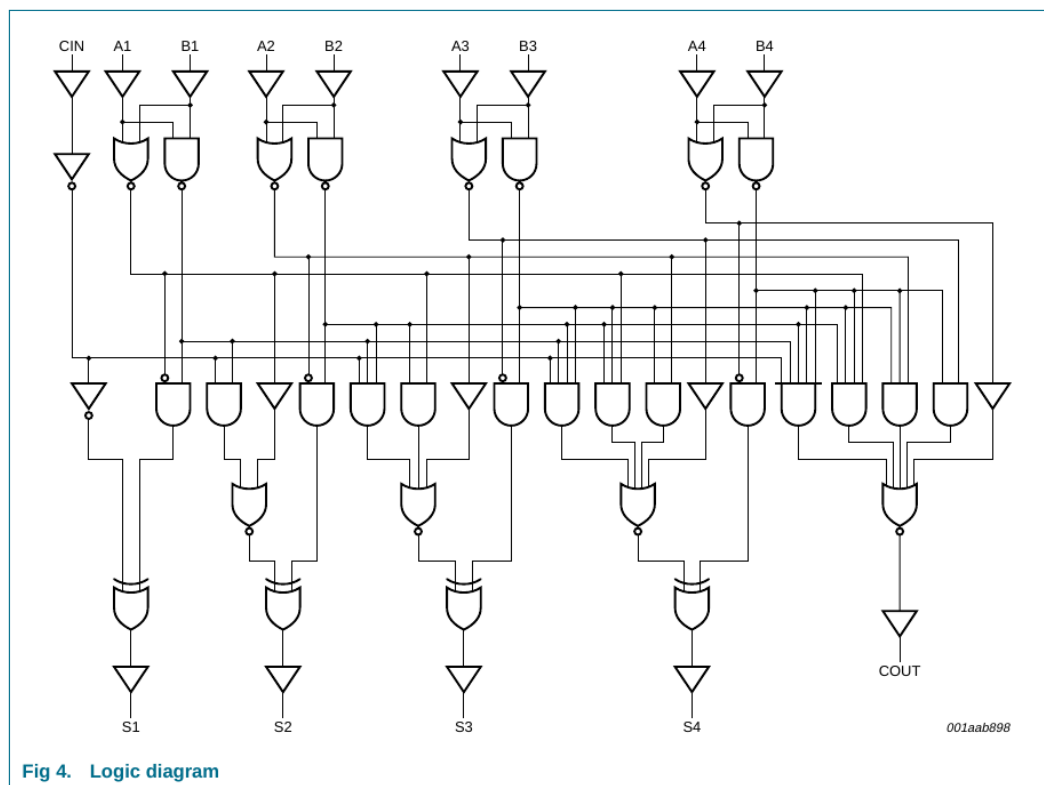 CIN A1 B1 A2 B2 A3 B3 A4 B4
COUT
S1 S2 S3 S4 001aab898
Fig 4. Logic diagram